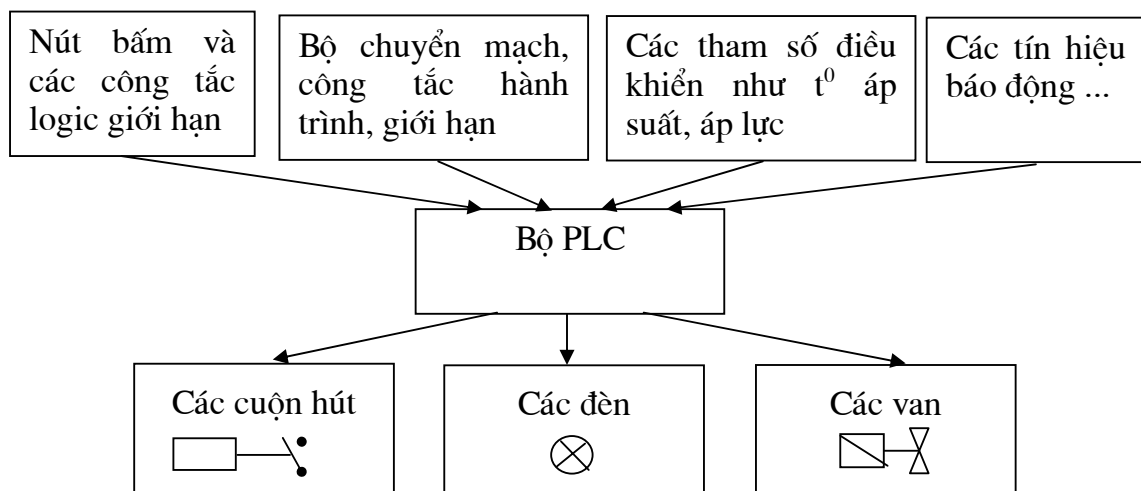 Nút bấm và
các công tắc
logic giới hạn
Bộ chuyển mạch,
công tắc hành
trình, giới hạn
Các tham số điều
khiển như t⁰ áp
suất, áp lực
Các tín hiệu
báo động ...
Bộ PLC
Các cuộn hút
Các đèn
Các van